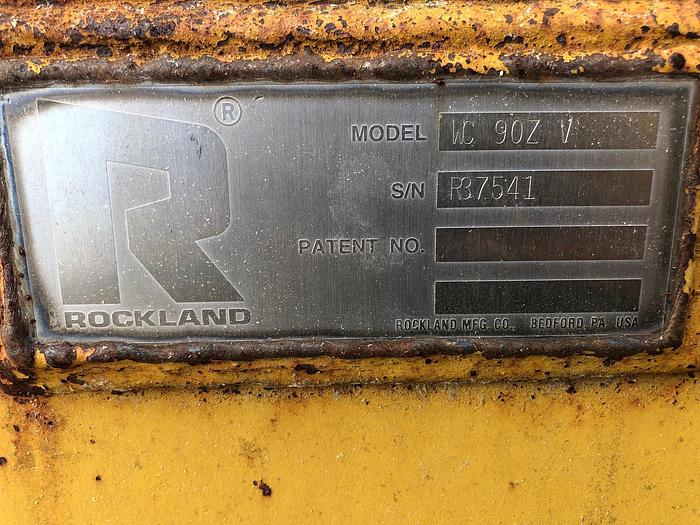 ®
MODEL WC 90Z V
S/N R37541
PATENT NO.
ROCKLAND
ROCKLAND MFG. CO., BEDFORD, PA. USA